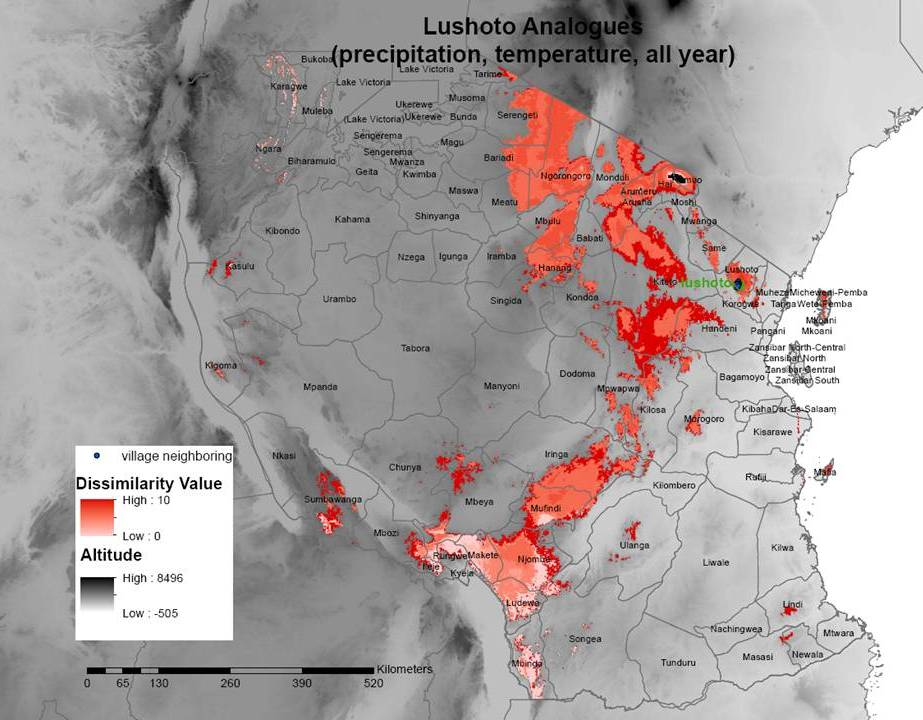 Lushoto Analogues
(precipitation, temperature, all year)
Bukoba
Lake Victoria
Tarime
Karagwe
Lake Victoria
Musoma
Ukerewe
Muleba
(Lake Victoria)
Ukerewe
Bunda
Serengeti
Sengerema
Magu
Ngara
Sengerema
Biharamulo
Mwanza
Bariadi
Geita
Kwimba
Ngorongoro
Monduli
Hai
Maswa
Arumeru
Meatu
Arusha
Moshi
Kahama
Shinyanga
Mbulu
Mwanga
Kibondo
Babati
Nzega
Igunga
Iramba
Same
Kasulu
Hanang
Lushoto
lushoto
Urambo
Singida
Kondoa
Korogwe
Muheza
Micheweni-Pemba
Tanga
Wete-Pemba
Mkoani
Handeni
Pangani
Mkoani
Tabora
Zansibar North-Central
Zansibar North
Kigoma
Dodoma
Zansibar Central
Bagamoyo
Zansibar South
Mpanda
Manyoni
Mpwapwa
Kilosa
Morogoro
Kibaha
Dar-Es-Salaam
Kisarawe
Nkasi
Chunya
Iringa
Kilombero
Rufiji
Mafia
Sumbawanga
Mbeya
Mufindi
Mbozi
Rungwe
Makete
Njombe
Ulanga
Kilwa
Ileje
Kyela
Liwale
Ludewa
Lindi
Songea
Nachingwea
Mtwara
Mbinga
Tunduru
Masasi
Newala
village neighboring
Dissimilarity Value
High : 10
Low : 0
Altitude
High : 8496
Low : -505
Kilometers
0 65 130 260 390 520